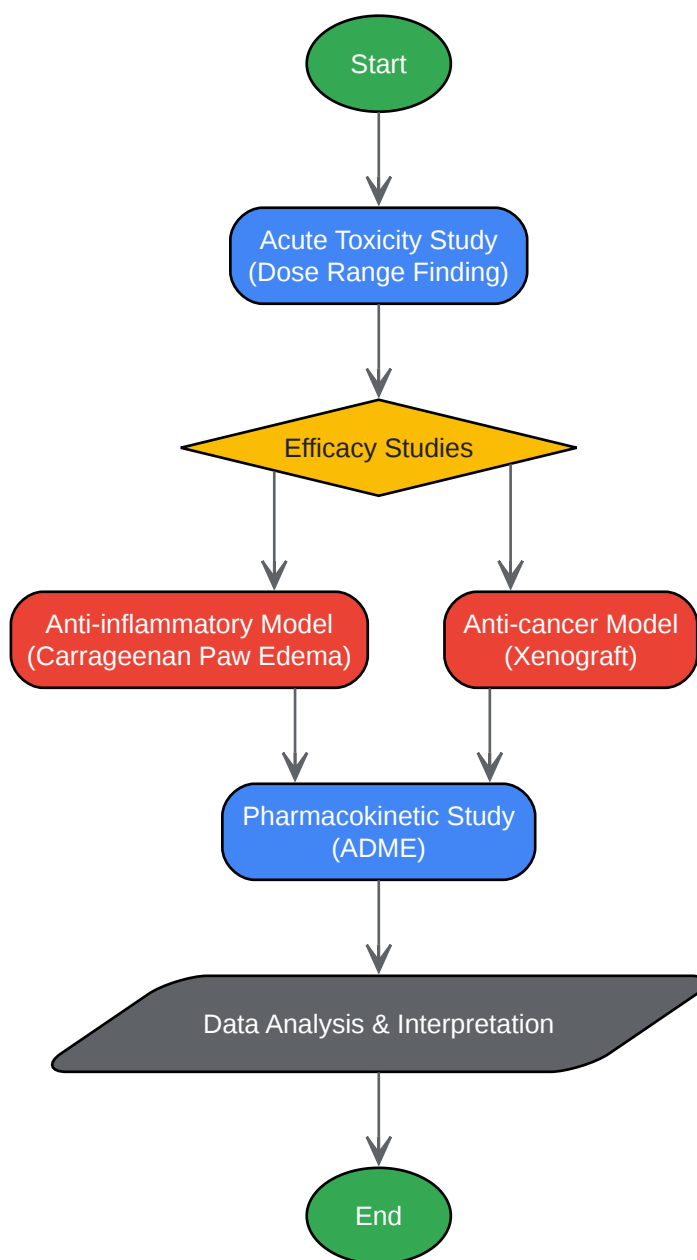 Start
Acute Toxicity Study
(Dose Range Finding)
Efficacy Studies
Anti-inflammatory Model
(Carrageenan Paw Edema)
Anti-cancer Model
(Xenograft)
Pharmacokinetic Study
(ADME)
Data Analysis & Interpretation
End